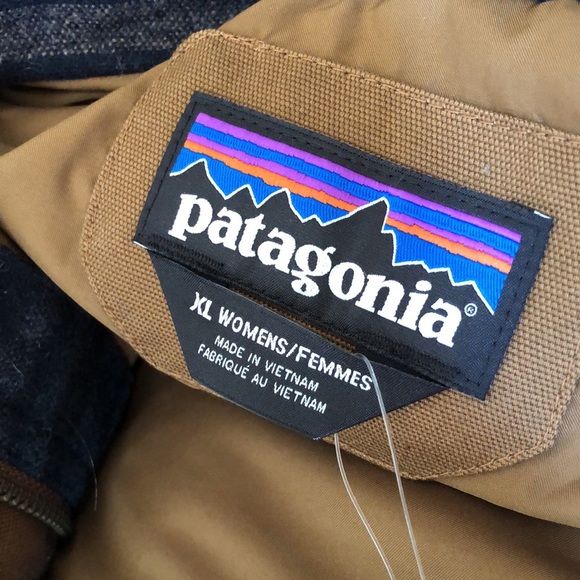 patagonia®
XL WOMENS/FEMMES
MADE IN VIETNAM
FABRIQUÉ AU VIETNAM